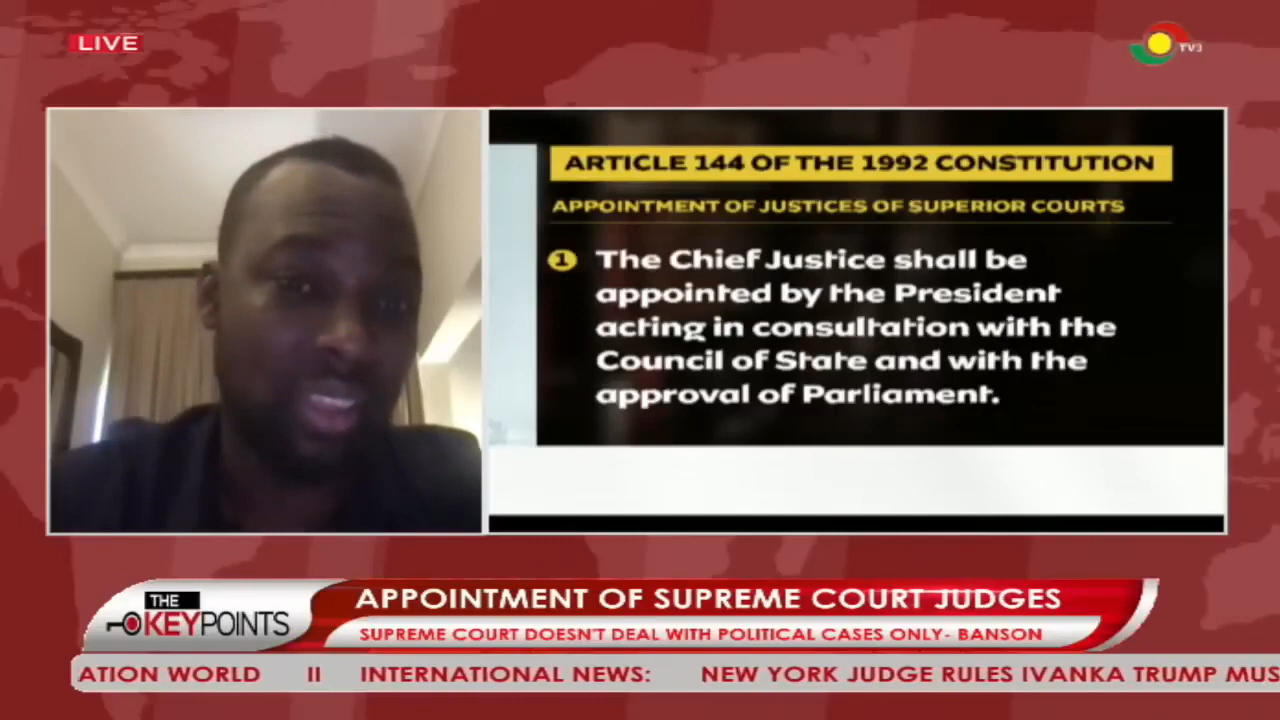 LIVE
TV3
ARTICLE 144 OF THE 1992 CONSTITUTION
APPOINTMENT OF JUSTICES OF SUPERIOR COURTS
1 The Chief Justice shall be
appointed by the President
acting in consultation with the
Council of State and with the
approval of Parliament.
THE
KEYPOINTS
APPOINTMENT OF SUPREME COURT JUDGES
SUPREME COURT DOESN'T DEAL WITH POLITICAL CASES ONLY- BANSON
ATION WORLD II INTERNATIONAL NEWS: NEW YORK JUDGE RULES IVANKA TRUMP MUS